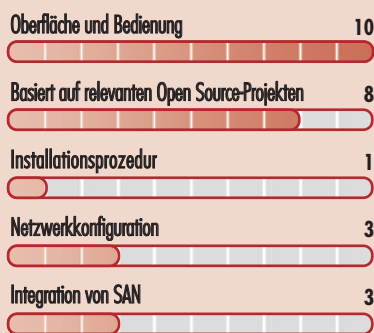 Oberfläche und Bedienung 10
Basiert auf relevanten Open Source-Projekten 8
Installationsprozedur 1
Netzwerkkonfiguration 3
Integration von SAN 3